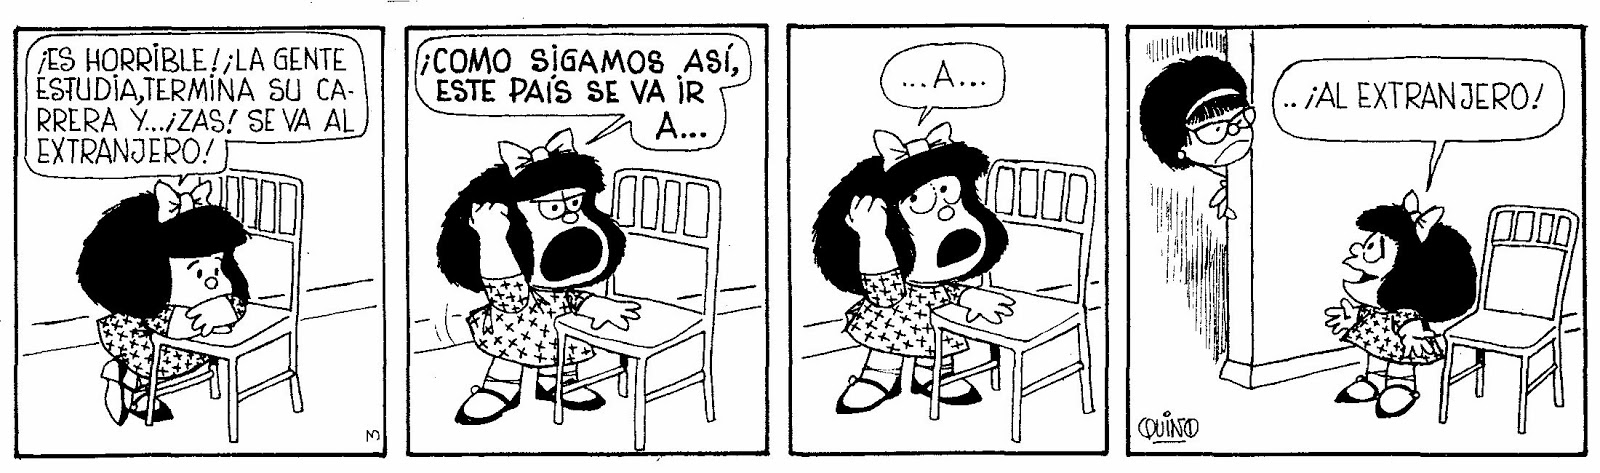 ¡ES HORRIBLE! ¡LA GENTE
ESTUDIA, TERMINA SU CA-
RRERA Y...¡ZAS! SE VA AL
EXTRANJERO!
¡COMO SIGAMOS ASÍ,
ESTE PAÍS SE VA IR
A...
...A...
..¡AL EXTRANJERO!
QUINO